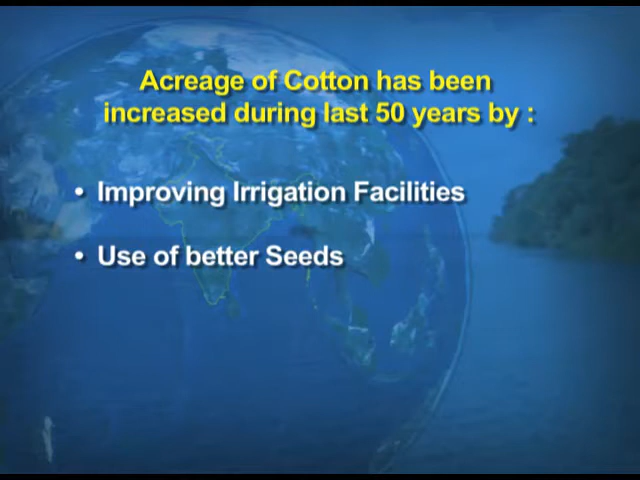 Acreage of Cotton has been
increased during last 50 years by :
• Improving Irrigation Facilities
• Use of better Seeds